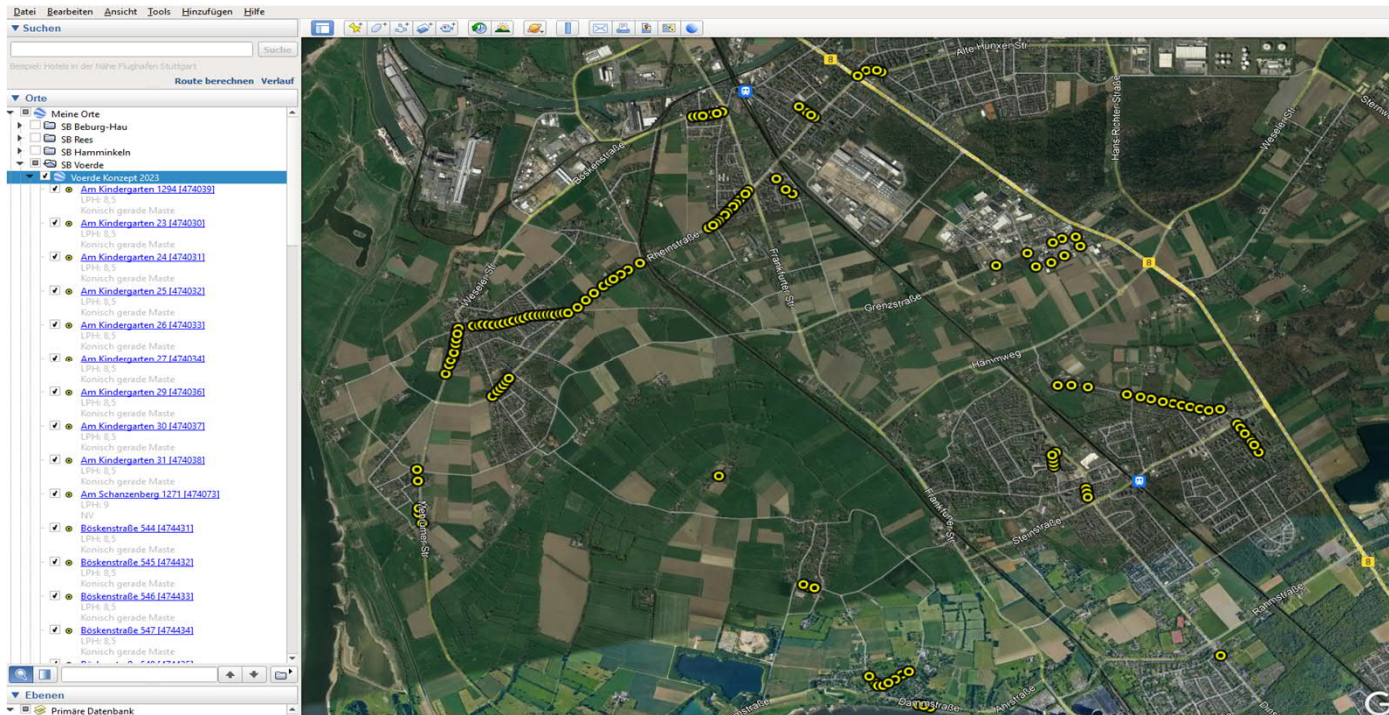 Datei Bearbeiten Ansicht Tools Hinzufügen Hilfe
Suchen
Suche
Beispiel: Hotels in der Nähe Flughafen Stuttgart
Route berechnen Verlauf
Orte
Meine Orte
SB Beburg-Hau
SB Rees
SB Hamminkeln
SB Voerde
Voerde Konzept 2023
Am Kindergarten 1294 [474039]
LPH: 8,5
Konisch gerade Maste
Am Kindergarten 23 [474030]
LPH: 8,5
Konisch gerade Maste
Am Kindergarten 24 [474031]
LPH: 8,5
Konisch gerade Maste
Am Kindergarten 25 [474032]
LPH: 8,5
Konisch gerade Maste
Am Kindergarten 26 [474033]
LPH: 8,5
Konisch gerade Maste
Am Kindergarten 27 [474034]
LPH: 8,5
Konisch gerade Maste
Am Kindergarten 29 [474036]
LPH: 8,5
Konisch gerade Maste
Am Kindergarten 30 [474037]
LPH: 8,5
Konisch gerade Maste
Am Kindergarten 31 [474038]
LPH: 8,5
Konisch gerade Maste
Am Schanzenberg 1271 [474073]
LPH: 9
NV
Böskenstraße 544 [474431]
LPH: 8,5
Konisch gerade Maste
Böskenstraße 545 [474432]
LPH: 8,5
Konisch gerade Maste
Böskenstraße 546 [474433]
LPH: 8,5
Konisch gerade Maste
Böskenstraße 547 [474434]
LPH: 8,5
Konisch gerade Maste
Ebenen
Primäre Datenbank
Alte Hünxer Str
8
Hans-Richter-Straße
Weseler Str
Böskenstraße
Rheinstraße
Weseler Str
Frankfurter Str
8
Grenzstraße
Hammweg
Mehrumer Str
Frankfurter Str
Steinstraße
8
Rahmstraße
Dammstraße
Ahrstraße
G